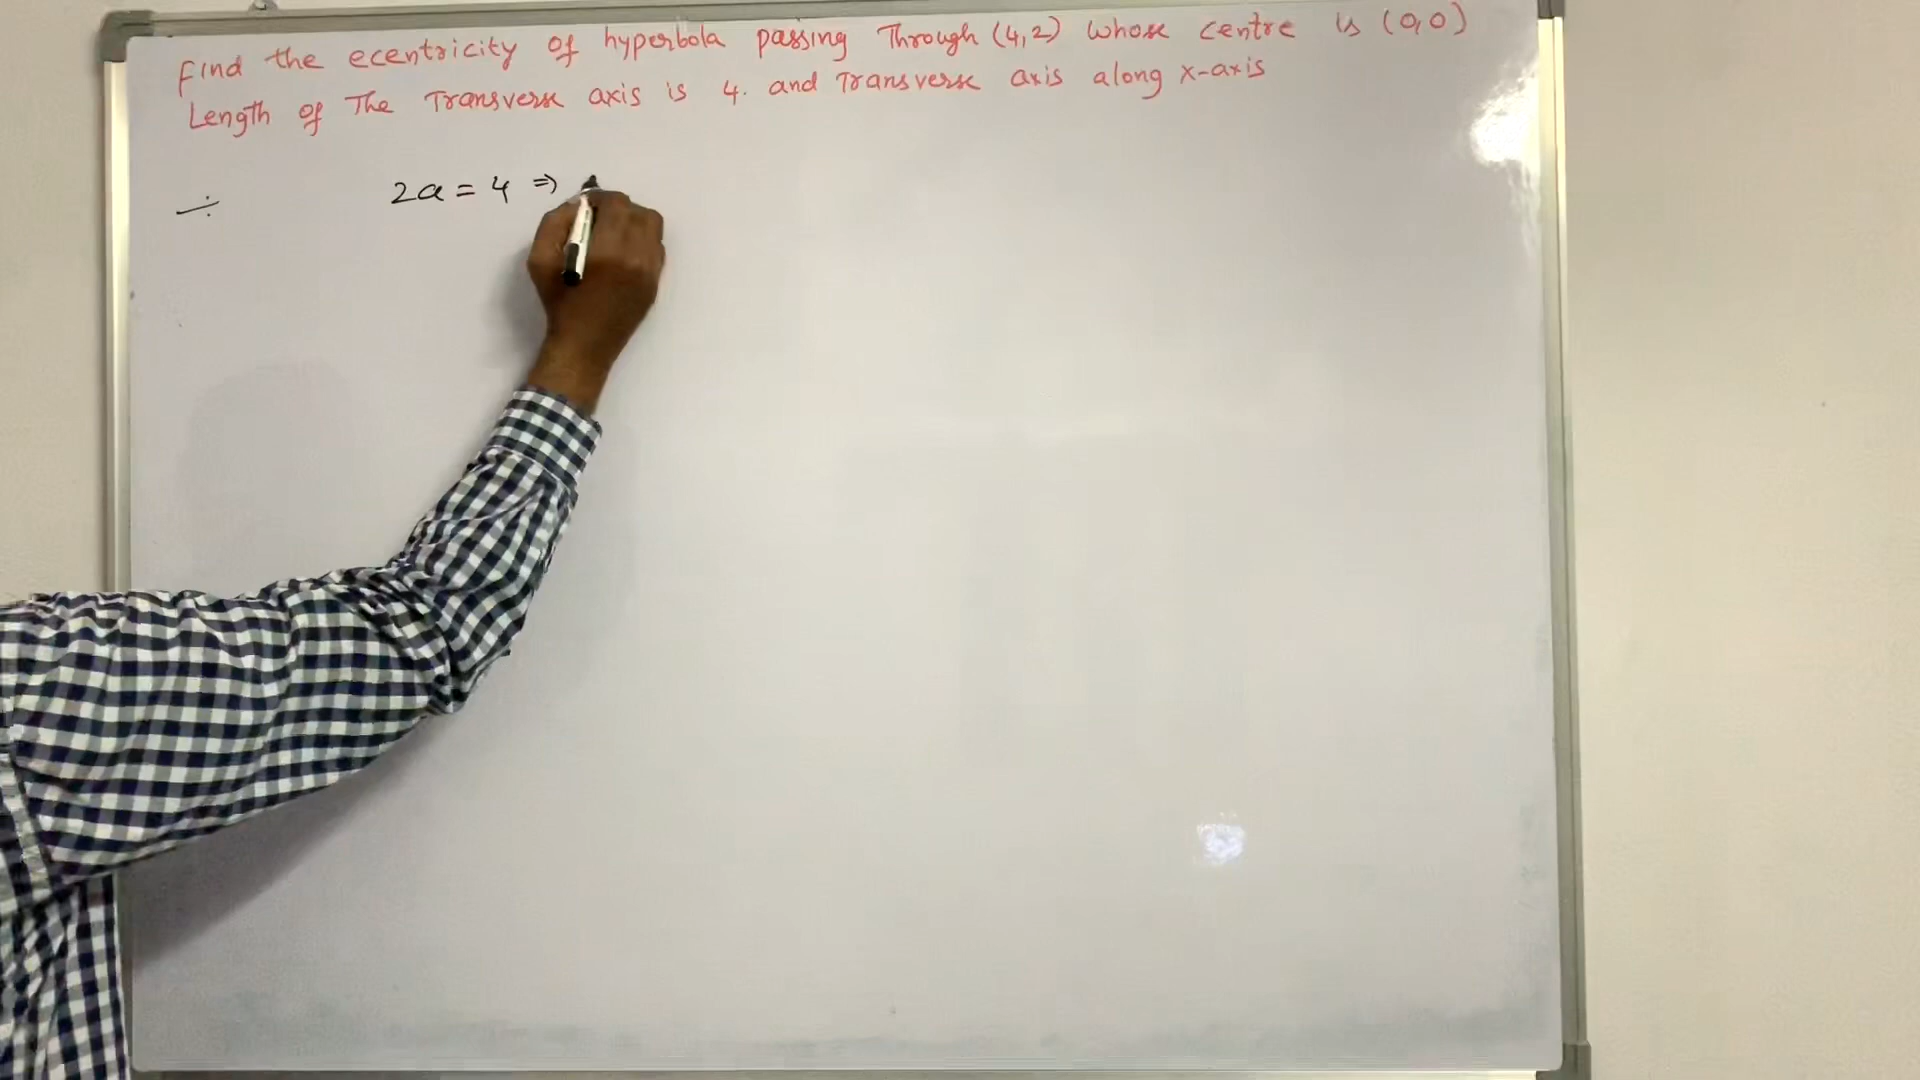 Find the ecentricity of hyperbola passing Through (4,2) whose centre is (0,0)
Length of The Transverse axis is 4. and Transverse axis along x-axis
2a = 4 ⇒